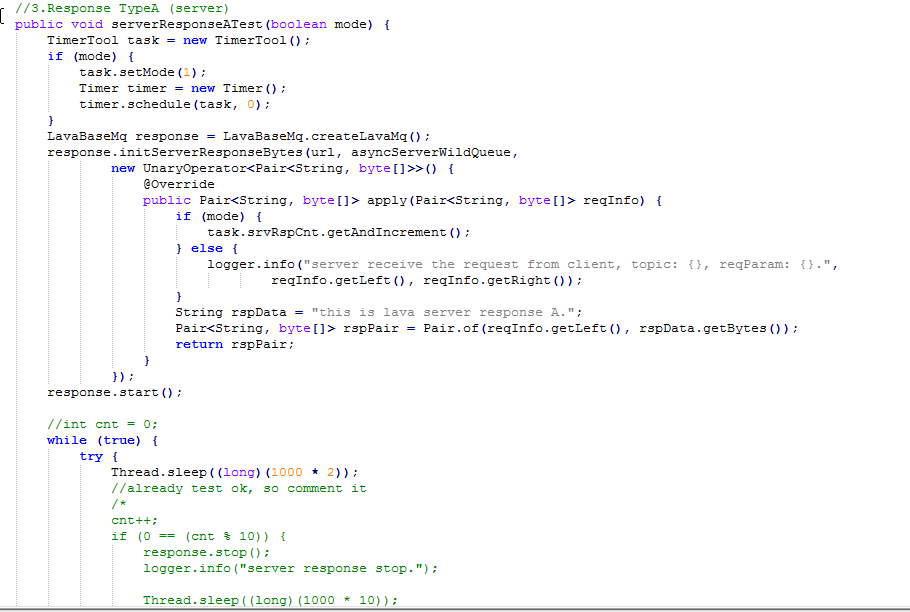 //3.Response TypeA (server)
public void serverResponseATest(boolean mode) {
    TimerTool task = new TimerTool();
    if (mode) {
        task.setMode(1);
        Timer timer = new Timer();
        timer.schedule(task, 0);
    }
    LavaBaseMq response = LavaBaseMq.createLavaMq();
    response.initServerResponseBytes(url, asyncServerWildQueue,
            new UnaryOperator<Pair<String, byte[]>>() {
                @Override
                public Pair<String, byte[]> apply(Pair<String, byte[]> reqInfo) {
                    if (mode) {
                        task.srvRspCnt.getAndIncrement();
                    } else {
                        logger.info("server receive the request from client, topic: {}, reqParam: {}.",
                                reqInfo.getLeft(), reqInfo.getRight());
                    }
                    String rspData = "this is lava server response A.";
                    Pair<String, byte[]> rspPair = Pair.of(reqInfo.getLeft(), rspData.getBytes());
                    return rspPair;
                }
            });
    response.start();

    //int cnt = 0;
    while (true) {
        try {
            Thread.sleep((long)(1000 * 2));
            //already test ok, so comment it
            /*
            cnt++;
            if (0 == (cnt % 10)) {
                response.stop();
                logger.info("server response stop.");

                Thread.sleep((long)(1000 * 10));